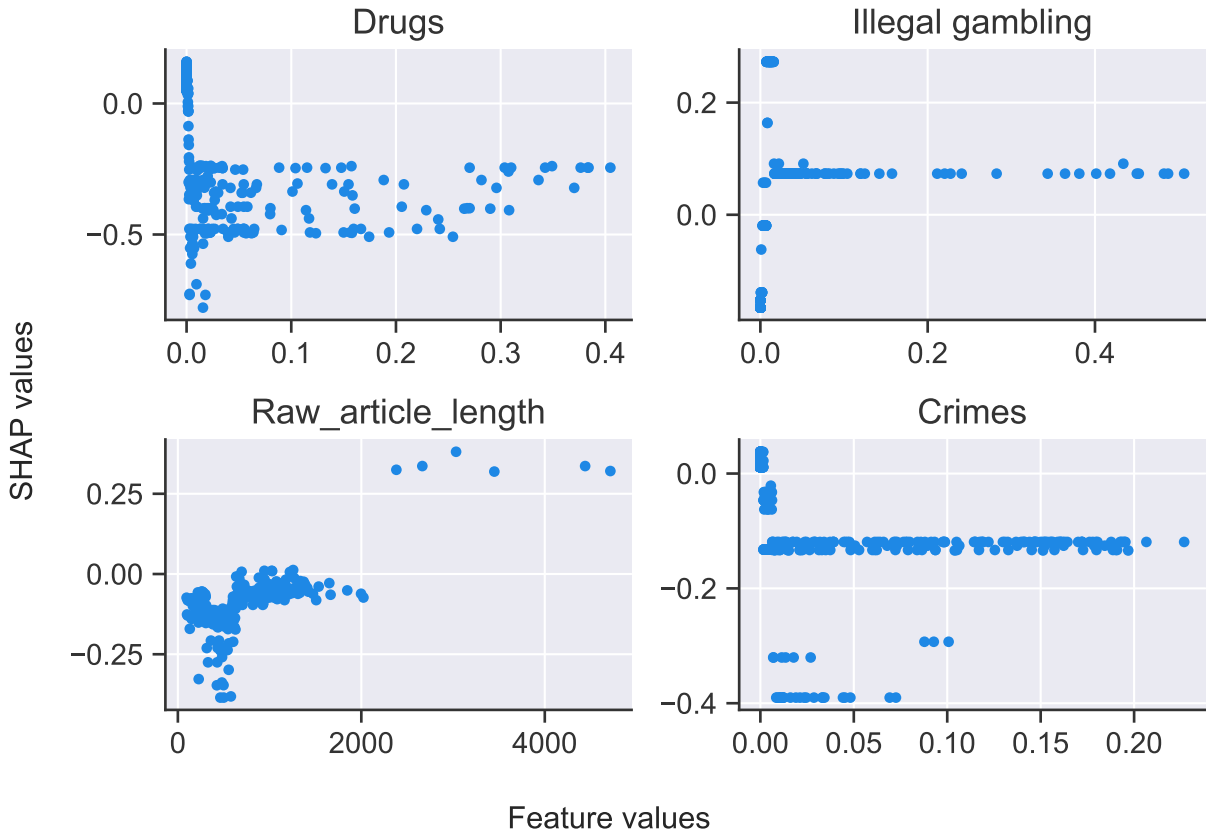 Drugs
Illegal gambling
0.0
−0.5
0.2
0.0
0.0 0.1 0.2 0.3 0.4
0.0 0.2 0.4
Raw_article_length
Crimes
0.25
0.00
−0.25
0.0
−0.2
−0.4
0 2000 4000
0.00 0.05 0.10 0.15 0.20
SHAP values
Feature values